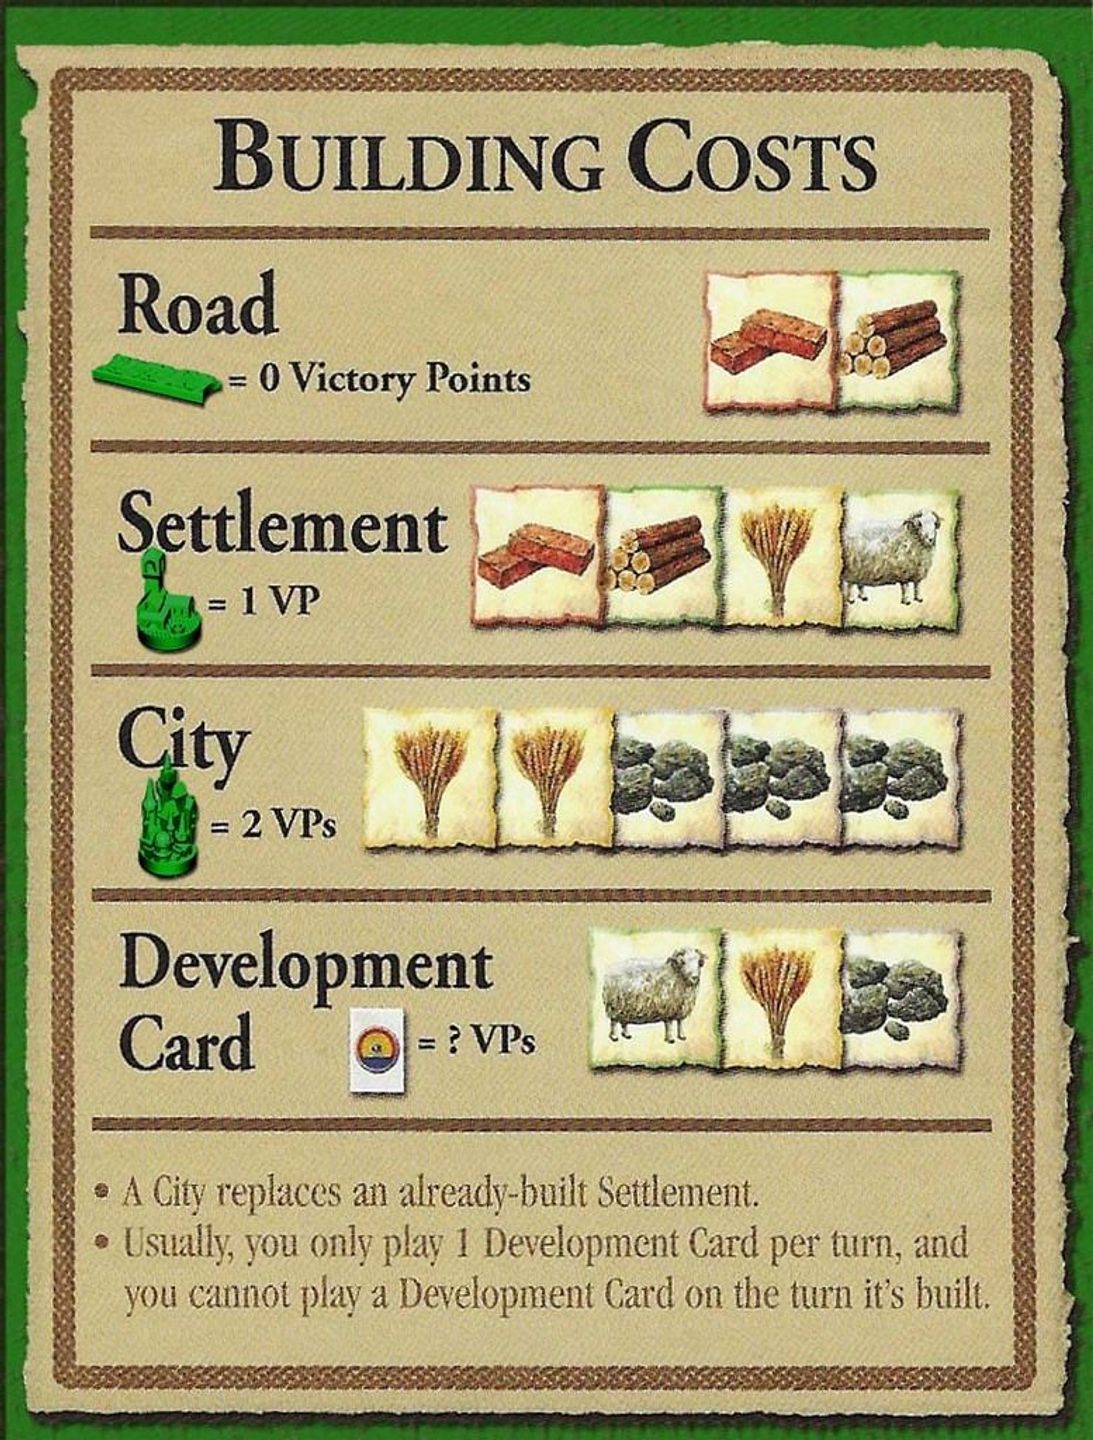 BUILDING COSTS
Road
= 0 Victory Points
Settlement
= 1 VP
City
= 2 VPs
Development
Card
= ? VPs
• A City replaces an already-built Settlement.
• Usually, you only play 1 Development Card per turn, and
you cannot play a Development Card on the turn it's built.